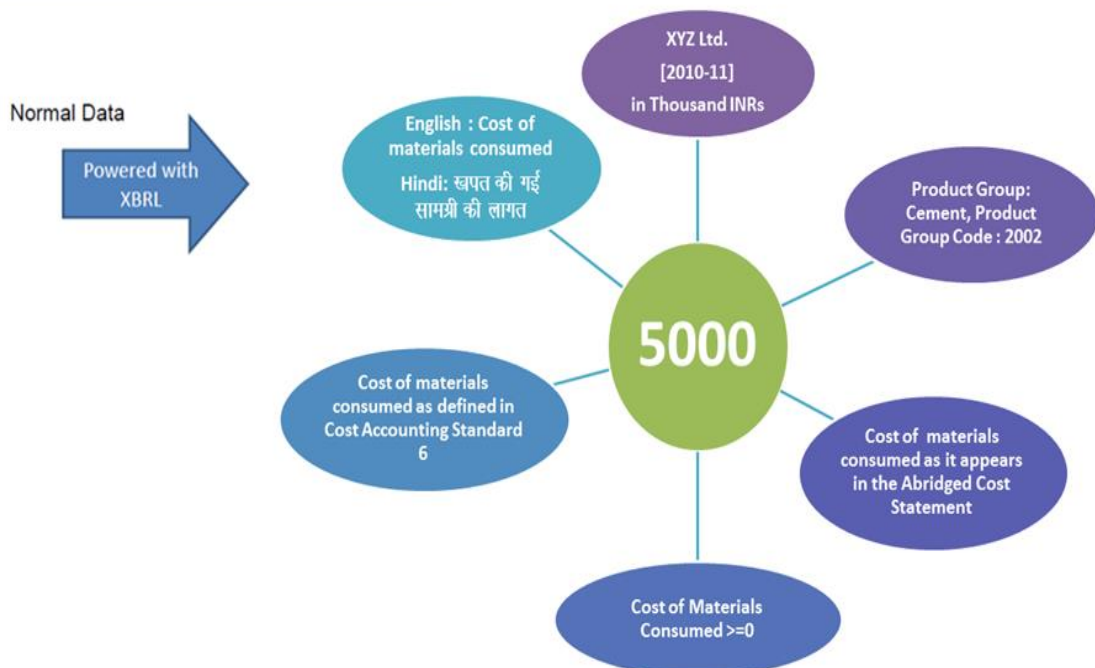 Normal Data
Powered with
XBRL
XYZ Ltd.
[2010-11]
in Thousand INRs
English : Cost of
materials consumed
Hindi: खपत की गई
सामग्री की लागत
Product Group:
Cement, Product
Group Code : 2002
5000
Cost of materials
consumed as defined in
Cost Accounting Standard
6
Cost of materials
consumed as it appears
in the Abridged Cost
Statement
Cost of Materials
Consumed >=0